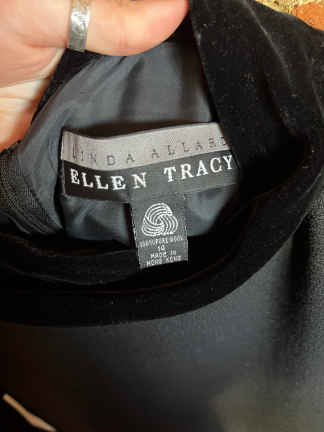 LINDA ALLARD
ELLEN TRACY
100% PURE WOOL
10
MADE IN
HONG KONG